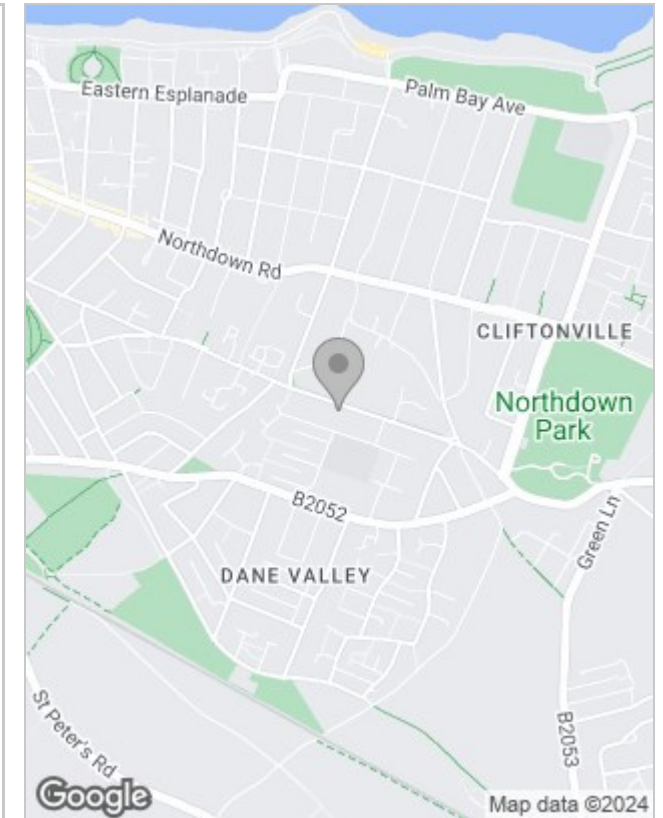 Eastern Esplanade
Palm Bay Ave
Northdown Rd
CLIFTONVILLE
Northdown
Park
B2052
Green Ln
DANE VALLEY
St Peter's Rd
B2053
Google
Map data ©2024